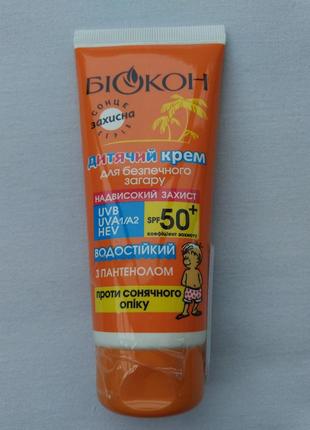 БІОКОН
СОНЦЕ
захисна
СЕРІЯ
дитячий крем
для безпечного
загару
НАДВИСОКИЙ ЗАХИСТ
UVB
UVA1/A2
HEV
SPF 50+
коефіцієнт захисту
ВОДОСТІЙКИЙ
З ПАНТЕНОЛОМ
проти сонячного
опіку